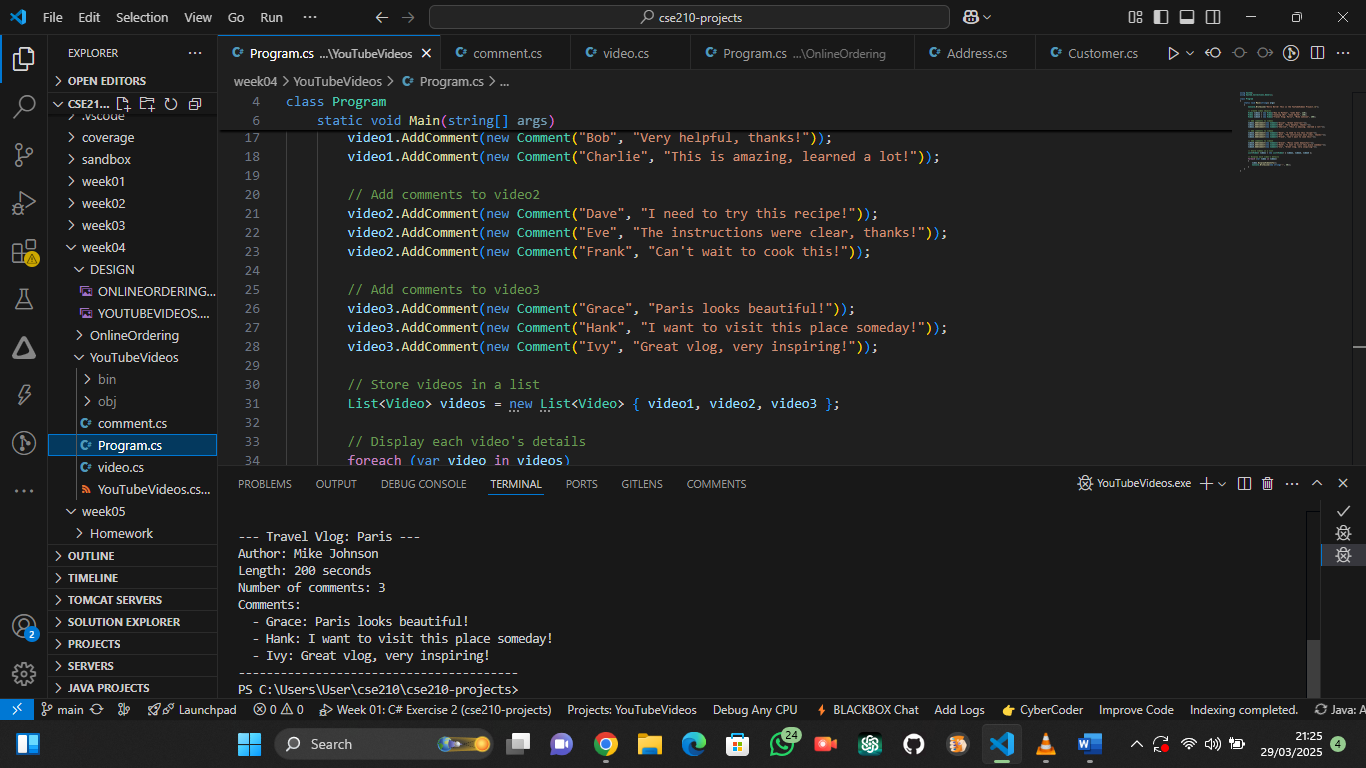 File Edit Selection View Go Run ··· cse210-projects
EXPLORER ···
OPEN EDITORS
CSE21...
.vscode
coverage
sandbox
week01
week02
week03
week04
DESIGN
ONLINEORDERING...
YOUTUBEVIDEOS....
OnlineOrdering
YouTubeVideos
bin
obj
comment.cs
Program.cs
video.cs
YouTubeVideos.cs...
week05
Homework
OUTLINE
TIMELINE
TOMCAT SERVERS
SOLUTION EXPLORER
PROJECTS
SERVERS
JAVA PROJECTS
2
Program.cs ...\YouTubeVideos comment.cs video.cs Program.cs ...\OnlineOrdering Address.cs Customer.cs
week04 > YouTubeVideos > Program.cs > ...
4 class Program
6 static void Main(string[] args)
17 video1.AddComment(new Comment("Bob", "Very helpful, thanks!"));
18 video1.AddComment(new Comment("Charlie", "This is amazing, learned a lot!"));
19
20 // Add comments to video2
21 video2.AddComment(new Comment("Dave", "I need to try this recipe!"));
22 video2.AddComment(new Comment("Eve", "The instructions were clear, thanks!"));
23 video2.AddComment(new Comment("Frank", "Can't wait to cook this!"));
24
25 // Add comments to video3
26 video3.AddComment(new Comment("Grace", "Paris looks beautiful!"));
27 video3.AddComment(new Comment("Hank", "I want to visit this place someday!"));
28 video3.AddComment(new Comment("Ivy", "Great vlog, very inspiring!"));
29
30 // Store videos in a list
31 List<Video> videos = new List<Video> { video1, video2, video3 };
32
33 // Display each video's details
34 foreach (var video in videos)
PROBLEMS OUTPUT DEBUG CONSOLE TERMINAL PORTS GITLENS COMMENTS YouTubeVideos.exe
--- Travel Vlog: Paris ---
Author: Mike Johnson
Length: 200 seconds
Number of comments: 3
Comments:
- Grace: Paris looks beautiful!
- Hank: I want to visit this place someday!
- Ivy: Great vlog, very inspiring!
----------------------------------------
PS C:\Users\User\cse210\cse210-projects>
main Launchpad 0 0 Week 01: C# Exercise 2 (cse210-projects) Projects: YouTubeVideos Debug Any CPU BLACKBOX Chat Add Logs CyberCoder Improve Code Indexing completed. Java: A
Search 24 21:25
29/03/2025 4